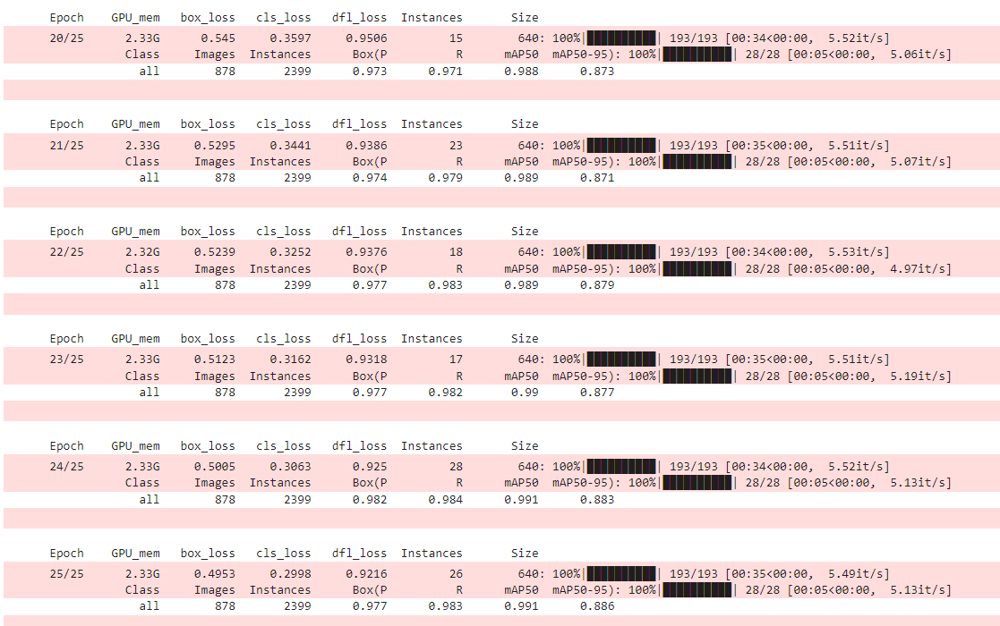 Epoch GPU_mem box_loss cls_loss dfl_loss Instances Size
20/25 2.33G 0.545 0.3597 0.9506 15 640: 100%|██████████| 193/193 [00:34<00:00, 5.52it/s]
Class Images Instances Box(P R mAP50 mAP50-95): 100%|██████████| 28/28 [00:05<00:00, 5.06it/s]
all 878 2399 0.973 0.971 0.988 0.873
Epoch GPU_mem box_loss cls_loss dfl_loss Instances Size
21/25 2.33G 0.5295 0.3441 0.9386 23 640: 100%|██████████| 193/193 [00:35<00:00, 5.51it/s]
Class Images Instances Box(P R mAP50 mAP50-95): 100%|██████████| 28/28 [00:05<00:00, 5.07it/s]
all 878 2399 0.974 0.979 0.989 0.871
Epoch GPU_mem box_loss cls_loss dfl_loss Instances Size
22/25 2.32G 0.5239 0.3252 0.9376 18 640: 100%|██████████| 193/193 [00:34<00:00, 5.53it/s]
Class Images Instances Box(P R mAP50 mAP50-95): 100%|██████████| 28/28 [00:05<00:00, 4.97it/s]
all 878 2399 0.977 0.983 0.989 0.879
Epoch GPU_mem box_loss cls_loss dfl_loss Instances Size
23/25 2.33G 0.5123 0.3162 0.9318 17 640: 100%|██████████| 193/193 [00:35<00:00, 5.51it/s]
Class Images Instances Box(P R mAP50 mAP50-95): 100%|██████████| 28/28 [00:05<00:00, 5.19it/s]
all 878 2399 0.977 0.982 0.99 0.877
Epoch GPU_mem box_loss cls_loss dfl_loss Instances Size
24/25 2.33G 0.5005 0.3063 0.925 28 640: 100%|██████████| 193/193 [00:34<00:00, 5.52it/s]
Class Images Instances Box(P R mAP50 mAP50-95): 100%|██████████| 28/28 [00:05<00:00, 5.13it/s]
all 878 2399 0.982 0.984 0.991 0.883
Epoch GPU_mem box_loss cls_loss dfl_loss Instances Size
25/25 2.33G 0.4953 0.2998 0.9216 26 640: 100%|██████████| 193/193 [00:35<00:00, 5.49it/s]
Class Images Instances Box(P R mAP50 mAP50-95): 100%|██████████| 28/28 [00:05<00:00, 5.13it/s]
all 878 2399 0.977 0.983 0.991 0.886